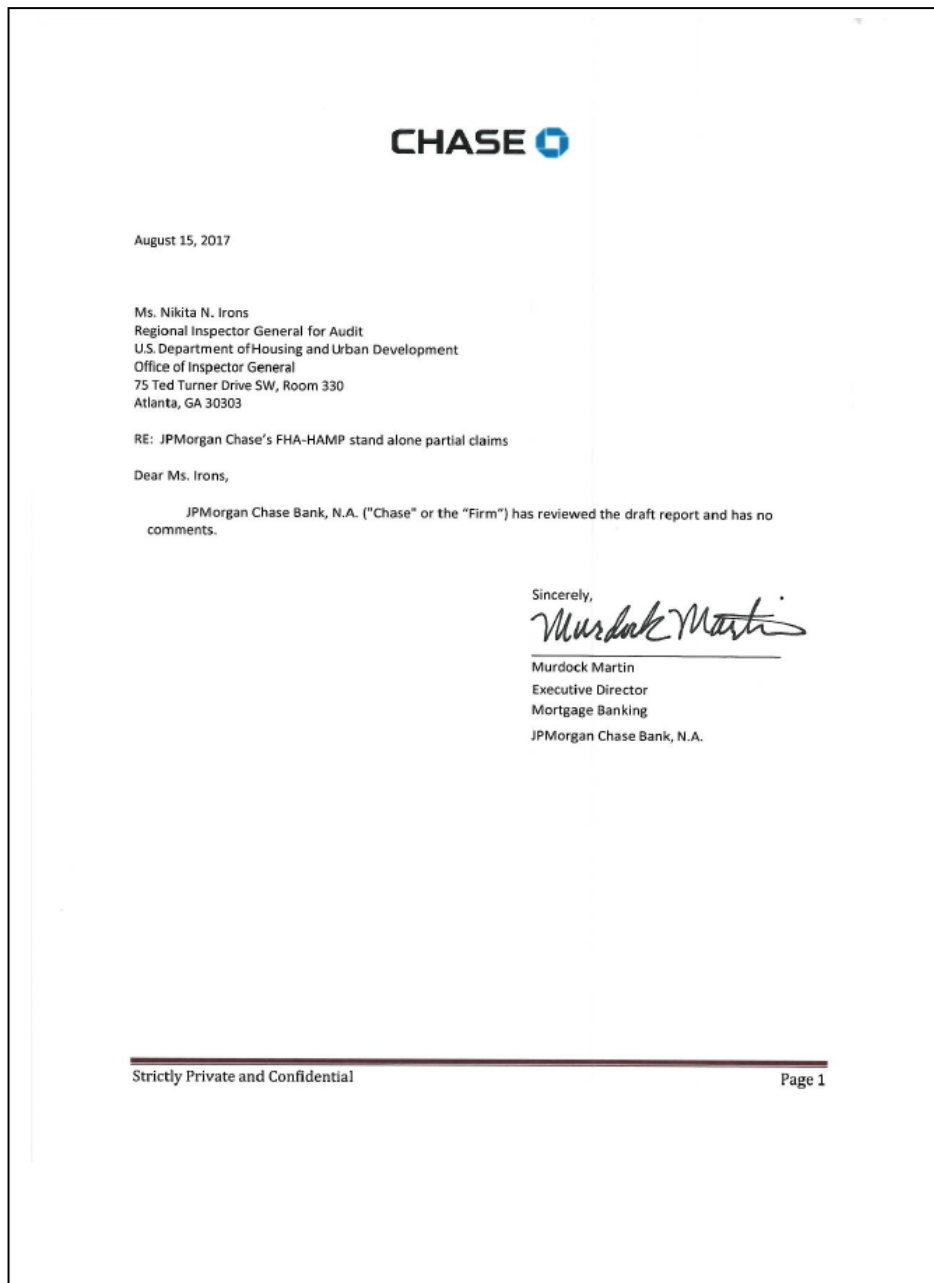 CHASE
August 15, 2017
Ms. Nikita N. Irons
Regional Inspector General for Audit
U.S. Department of Housing and Urban Development
Office of Inspector General
75 Ted Turner Drive SW, Room 330
Atlanta, GA 30303
RE: JPMorgan Chase's FHA-HAMP stand alone partial claims
Dear Ms. Irons,
JPMorgan Chase Bank, N.A. ("Chase" or the "Firm") has reviewed the draft report and has no
comments.
Sincerely,
Murdock Martin
Murdock Martin
Executive Director
Mortgage Banking
JPMorgan Chase Bank, N.A.
Strictly Private and Confidential
Page 1